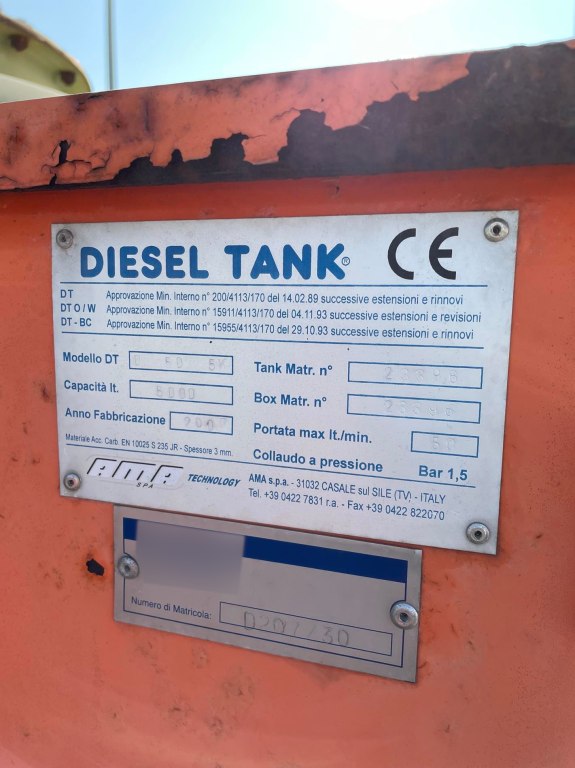 DIESEL TANK® CE
DT Approvazione Min. Interno n° 200/4113/170 del 14.02.89 successive estensioni e rinnovi
DT O / W Approvazione Min. Interno n° 15911/4113/170 del 04.11.93 successive estensioni e revisioni
DT - BC Approvazione Min. Interno n° 15955/4113/170 del 29.10.93 successive estensioni e rinnovi
Modello DT
Capacità lt. 5000
Anno Fabbricazione
Materiale Acc. Carb. EN 10025 S 235 JR - Spessore 3 mm.
Tank Matr. n°
Box Matr. n°
Portata max lt./min. 50
Collaudo a pressione Bar 1,5
AMA SPA TECHNOLOGY
AMA s.p.a. - 31032 CASALE sul SILE (TV) - ITALY
Tel. +39 0422 7831 r.a. - Fax +39 0422 822070
Numero di Matricola: 0207730